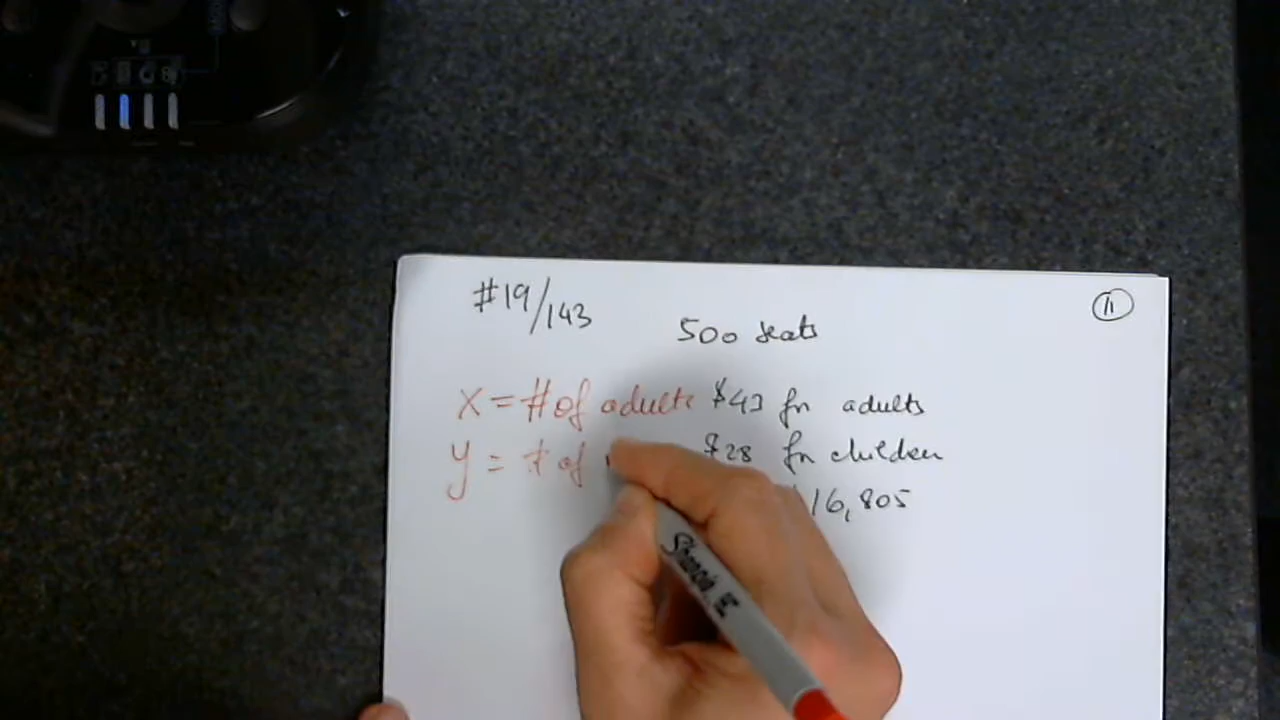 #19/143
11
500 seats
x = # of adults $43 for adults
y = # of $28 for children
16,805